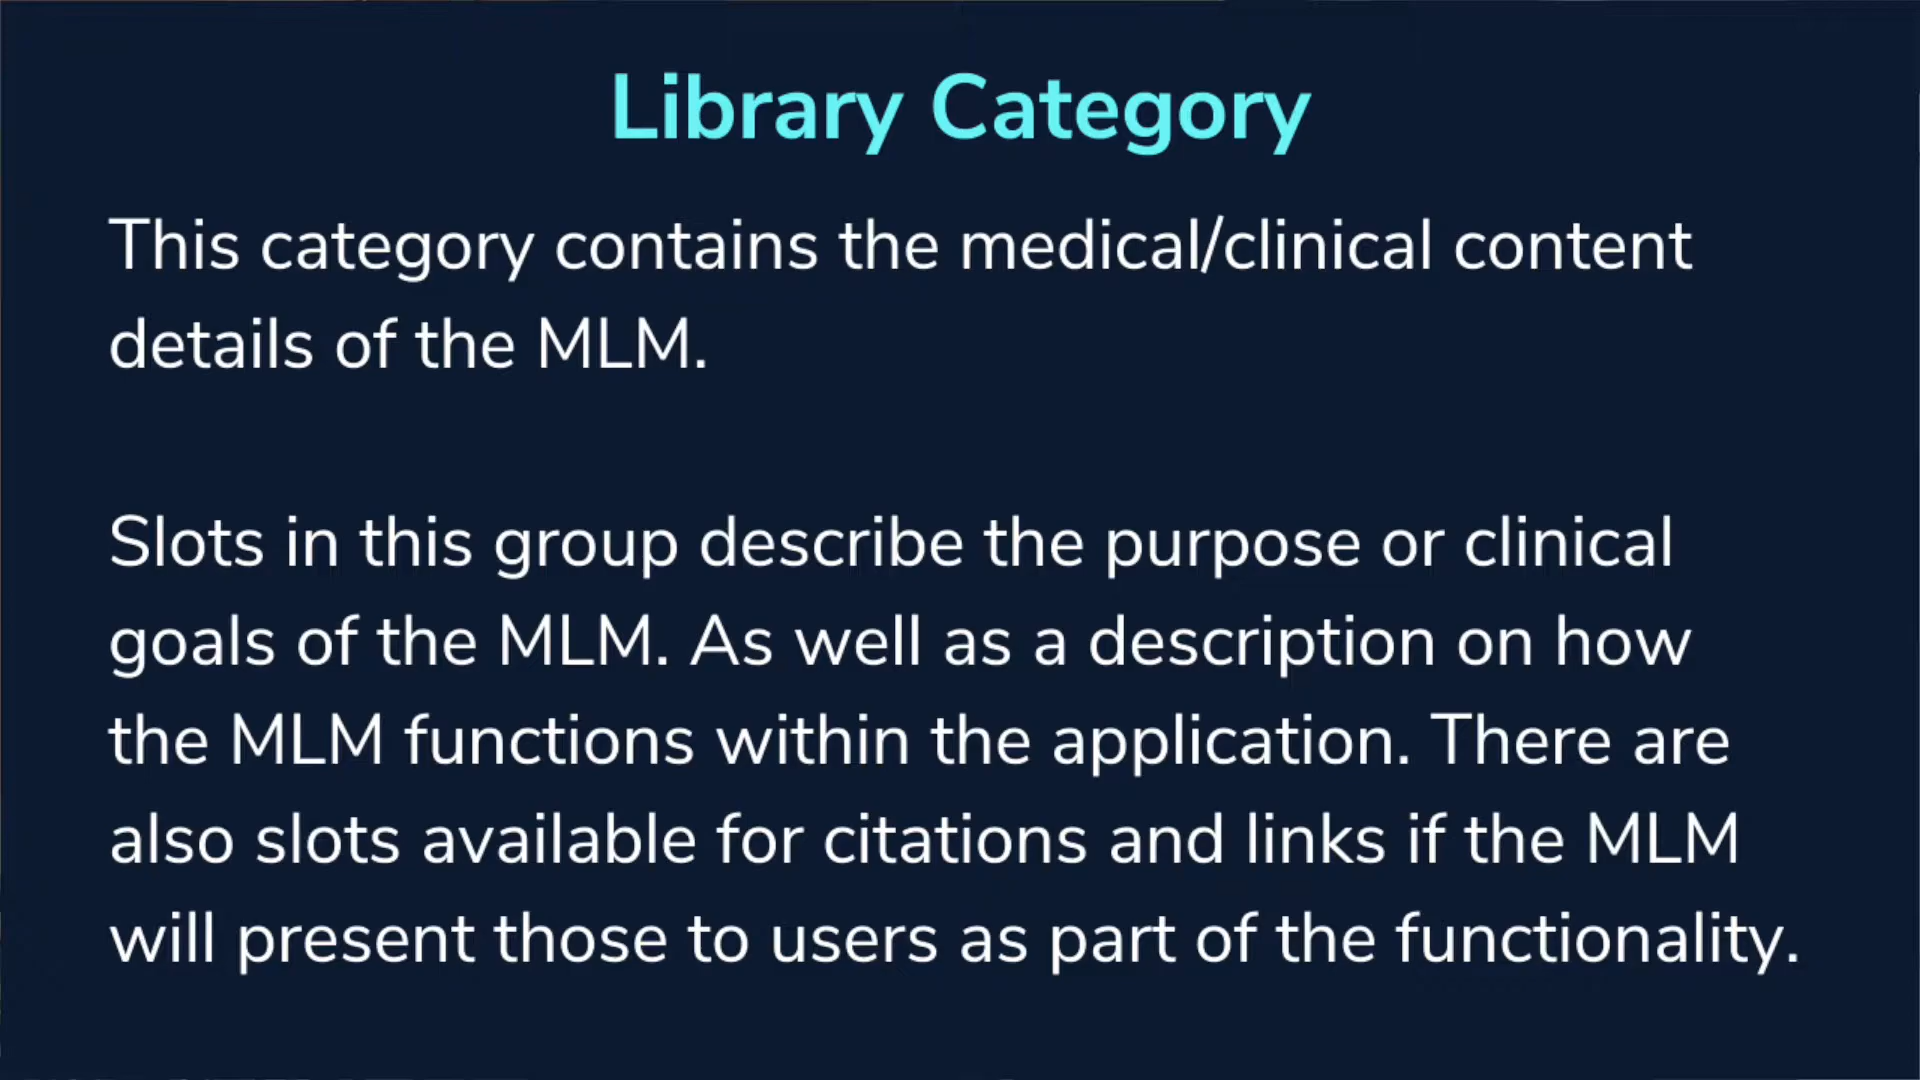 Library Category
This category contains the medical/clinical content
details of the MLM.
Slots in this group describe the purpose or clinical
goals of the MLM. As well as a description on how
the MLM functions within the application. There are
also slots available for citations and links if the MLM
will present those to users as part of the functionality.